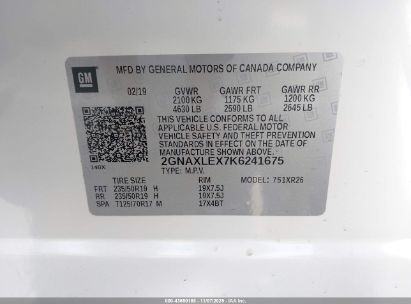 GM
MFD BY GENERAL MOTORS OF CANADA COMPANY
02/19 GVWR GAWR FRT GAWR RR
2100 KG 1175 KG 1200 KG
4630 LB 2590 LB 2645 LB
THIS VEHICLE CONFORMS TO ALL
APPLICABLE U.S. FEDERAL MOTOR
VEHICLE SAFETY, BUMPER, AND THEFT
PREVENTION STANDARDS IN EFFECT ON THE DATE
OF MANUFACTURE SHOWN ABOVE.
2GNAXLEX7K6241675
TYPE: M.P.V.
TIRE SIZE RIM MODEL: 751XR26
FRT 235/50R19 H 19X7.5J
RR 235/50R19 H 19X7.5J
SPA T125/70R17 M 17X4BT